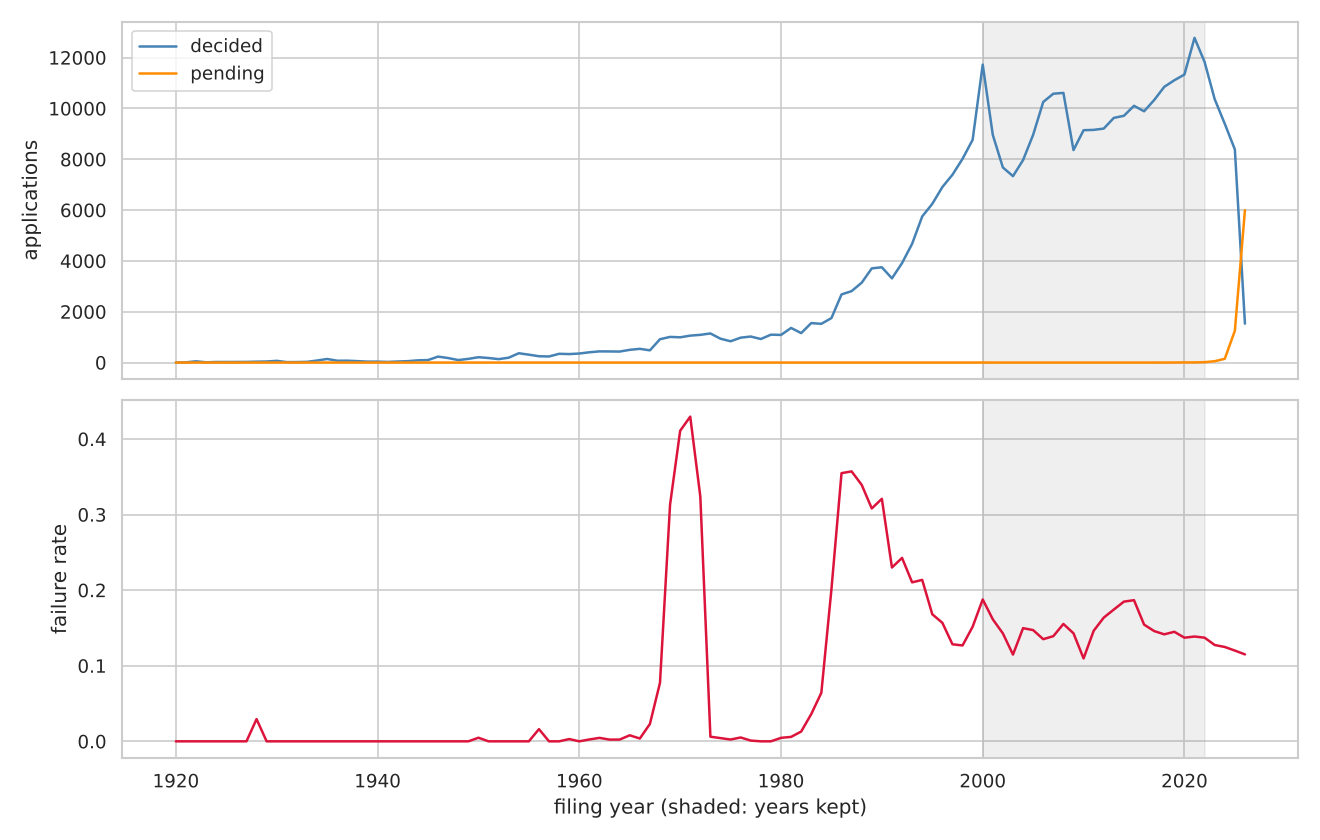 decided
pending
applications
12000
10000
8000
6000
4000
2000
0
failure rate
0.4
0.3
0.2
0.1
0.0
1920 1940 1960 1980 2000 2020
filing year (shaded: years kept)